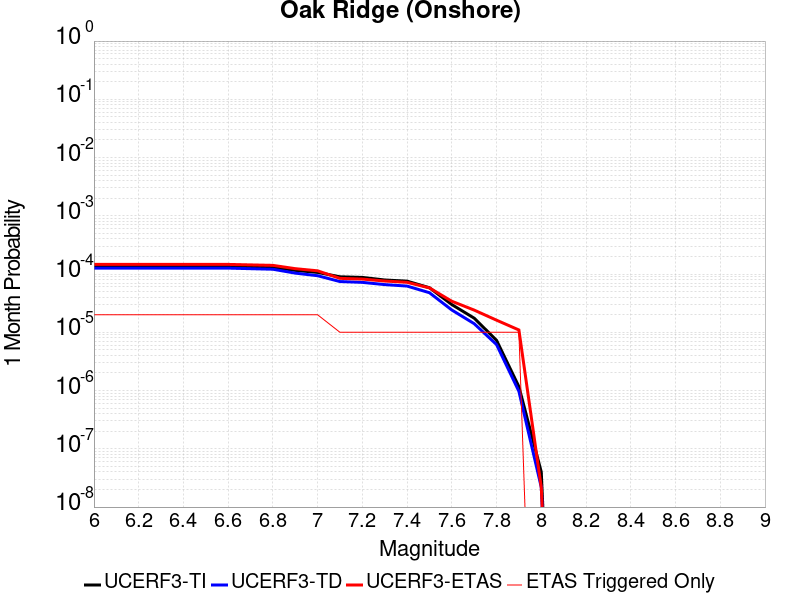 Oak Ridge (Onshore)
10^0
10^-1
10^-2
10^-3
10^-4
10^-5
10^-6
10^-7
10^-8
1 Month Probability
6 6.2 6.4 6.6 6.8 7 7.2 7.4 7.6 7.8 8 8.2 8.4 8.6 8.8 9
Magnitude
UCERF3-TI UCERF3-TD UCERF3-ETAS ETAS Triggered Only